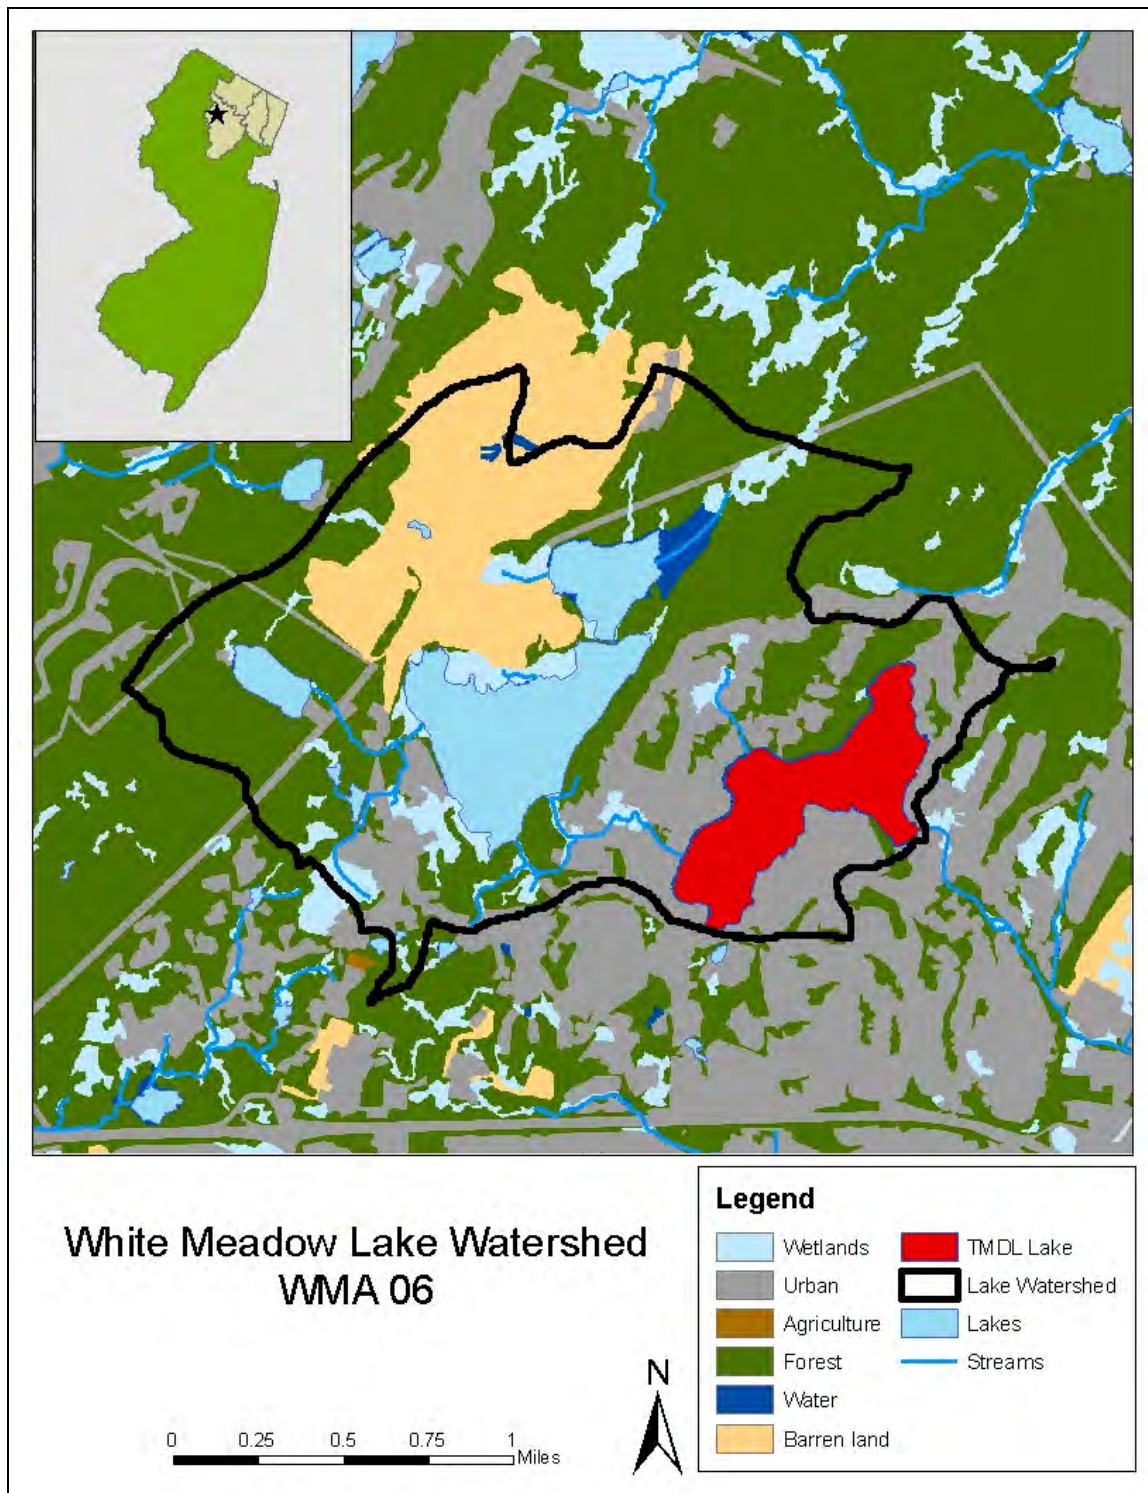 White Meadow Lake Watershed
WMA 06
0 0.25 0.5 0.75 1
Miles
N
Legend
Wetlands
Urban
Agriculture
Forest
Water
Barren land
TMDL Lake
Lake Watershed
Lakes
Streams